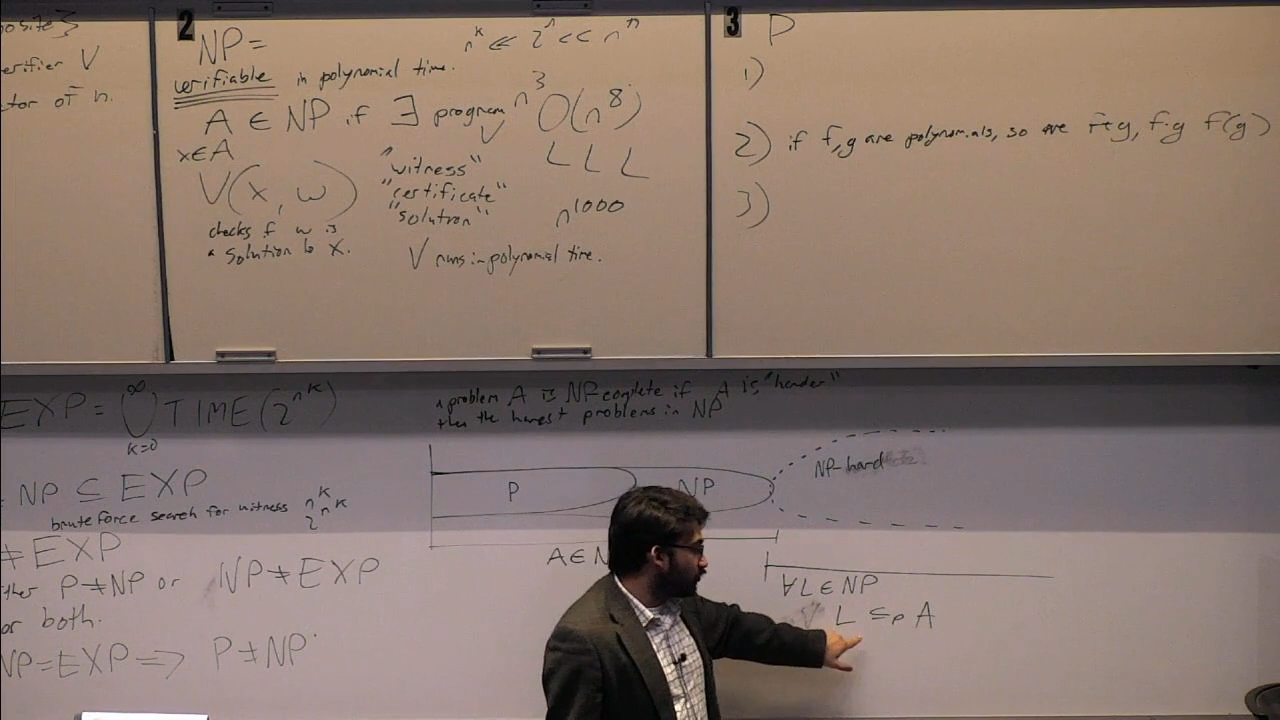 osite}
erifier V
ctor of n.
2
NP =
verifiable in polynomial time.
n^k << 2^n << n^n
A ∈ NP if ∃ program V
n^3 O(n^8)
x∈A
V(x, w)
"witness"
"certificate"
"solution"
L L L
n^1000
checks if w is
a solution to x.
V runs in polynomial time.
3
P
1)
2) if f,g are polynomials, so are f+g, f·g f(g)
3)
EXP = ∪ TIME(2^n^k)
∞
k=0
NP ⊆ EXP
brute force search for witness n^k
2^n^k
≠ EXP
ther P≠NP or NP≠EXP
or both.
NP=EXP ⟹ P≠NP
a problem A is NP complete if A is "harder"
than the hardest problems in NP
P
NP
NP-hard
A∈N
∀L∈NP
L ≤p A